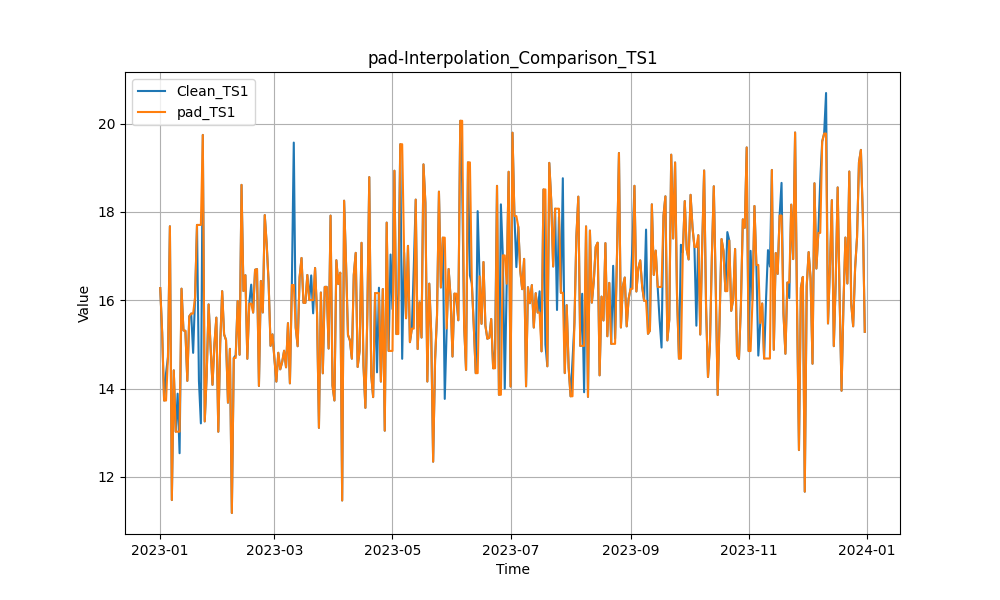 pad-Interpolation_Comparison_TS1
Clean_TS1
pad_TS1
20
18
16
14
12
Value
2023-01 2023-03 2023-05 2023-07 2023-09 2023-11 2024-01
Time